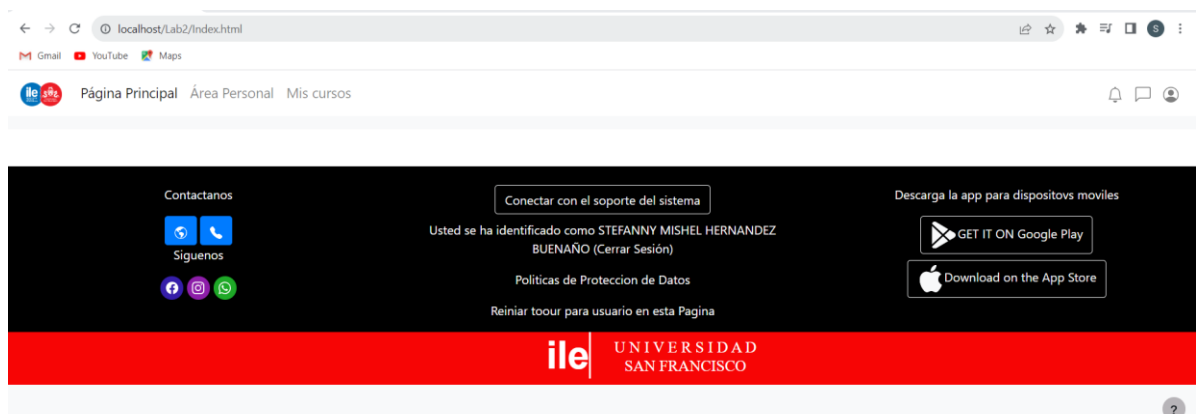 localhost/Lab2/Index.html
S
Gmail YouTube Maps
ile
Página Principal Área Personal Mis cursos
Contactanos
Siguenos
Conectar con el soporte del sistema
Usted se ha identificado como STEFANNY MISHEL HERNANDEZ
BUENAÑO (Cerrar Sesión)
Politicas de Proteccion de Datos
Reiniar toour para usuario en esta Pagina
Descarga la app para dispositovs moviles
GET IT ON Google Play
Download on the App Store
ile UNIVERSIDAD
SAN FRANCISCO
?